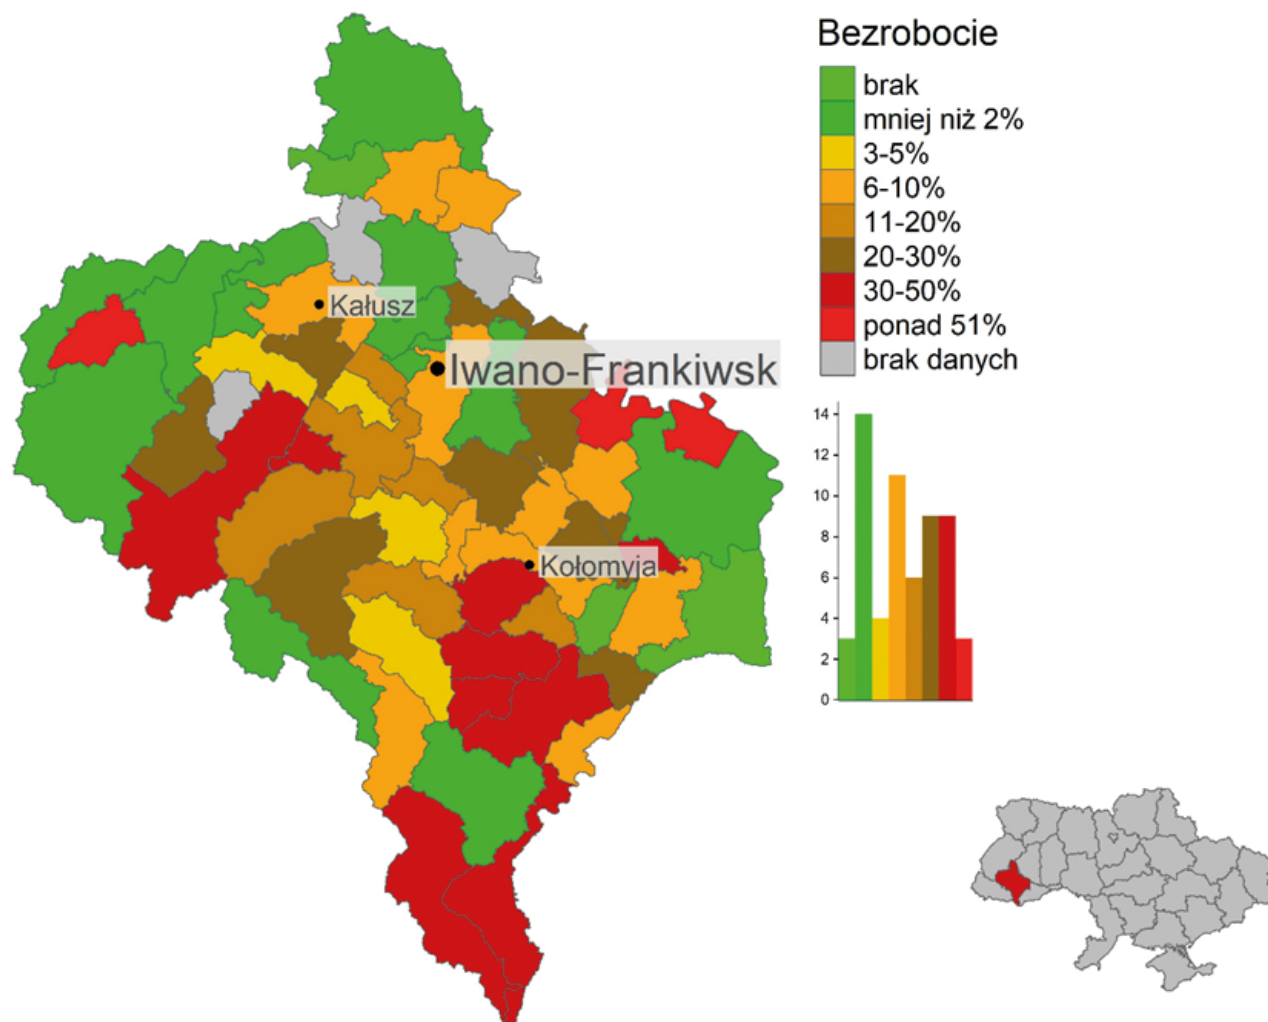 Bezrobocie
brak
mniej niż 2%
3-5%
6-10%
11-20%
20-30%
30-50%
ponad 51%
brak danych
Kałusz
Iwano-Frankiwsk
Kołomyja
14
12
10
8
6
4
2
0